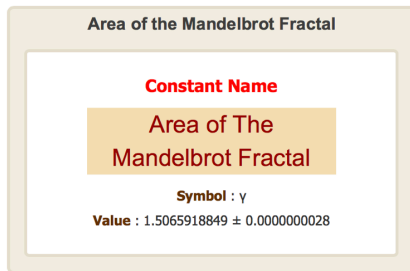 Area of the Mandelbrot Fractal
Constant Name
Area of The
Mandelbrot Fractal
Symbol : γ
Value : 1.5065918849 ± 0.0000000028